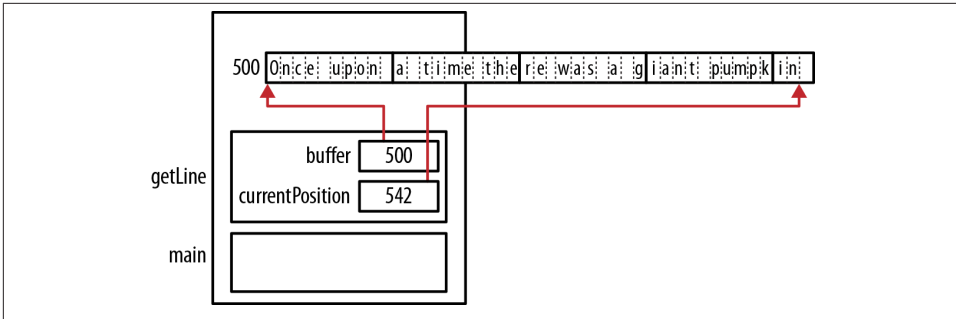 500 Once upon a time there was a giant pumpkin
buffer 500
getLine
currentPosition 542
main